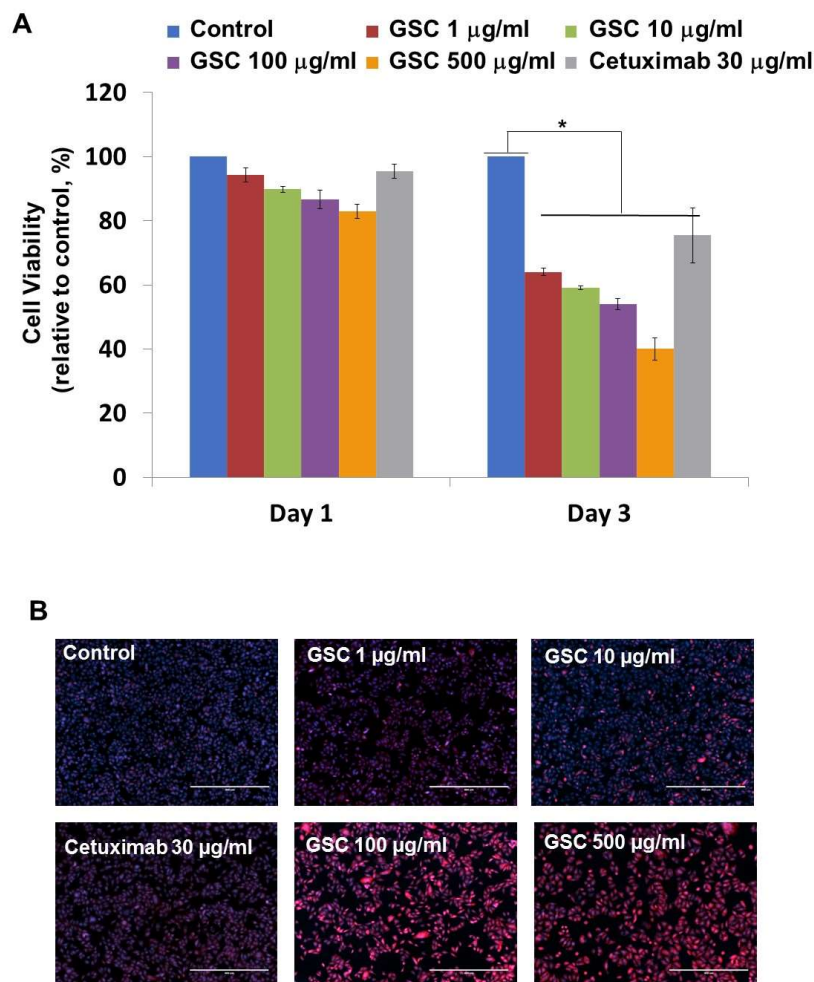 A
Control GSC 1 μg/ml GSC 10 μg/ml
GSC 100 μg/ml GSC 500 μg/ml Cetuximab 30 μg/ml
120
100
80
60
40
20
0
Cell Viability
(relative to control, %)
*
Day 1 Day 3
B
Control GSC 1 µg/ml GSC 10 µg/ml
Cetuximab 30 µg/ml GSC 100 µg/ml GSC 500 µg/ml